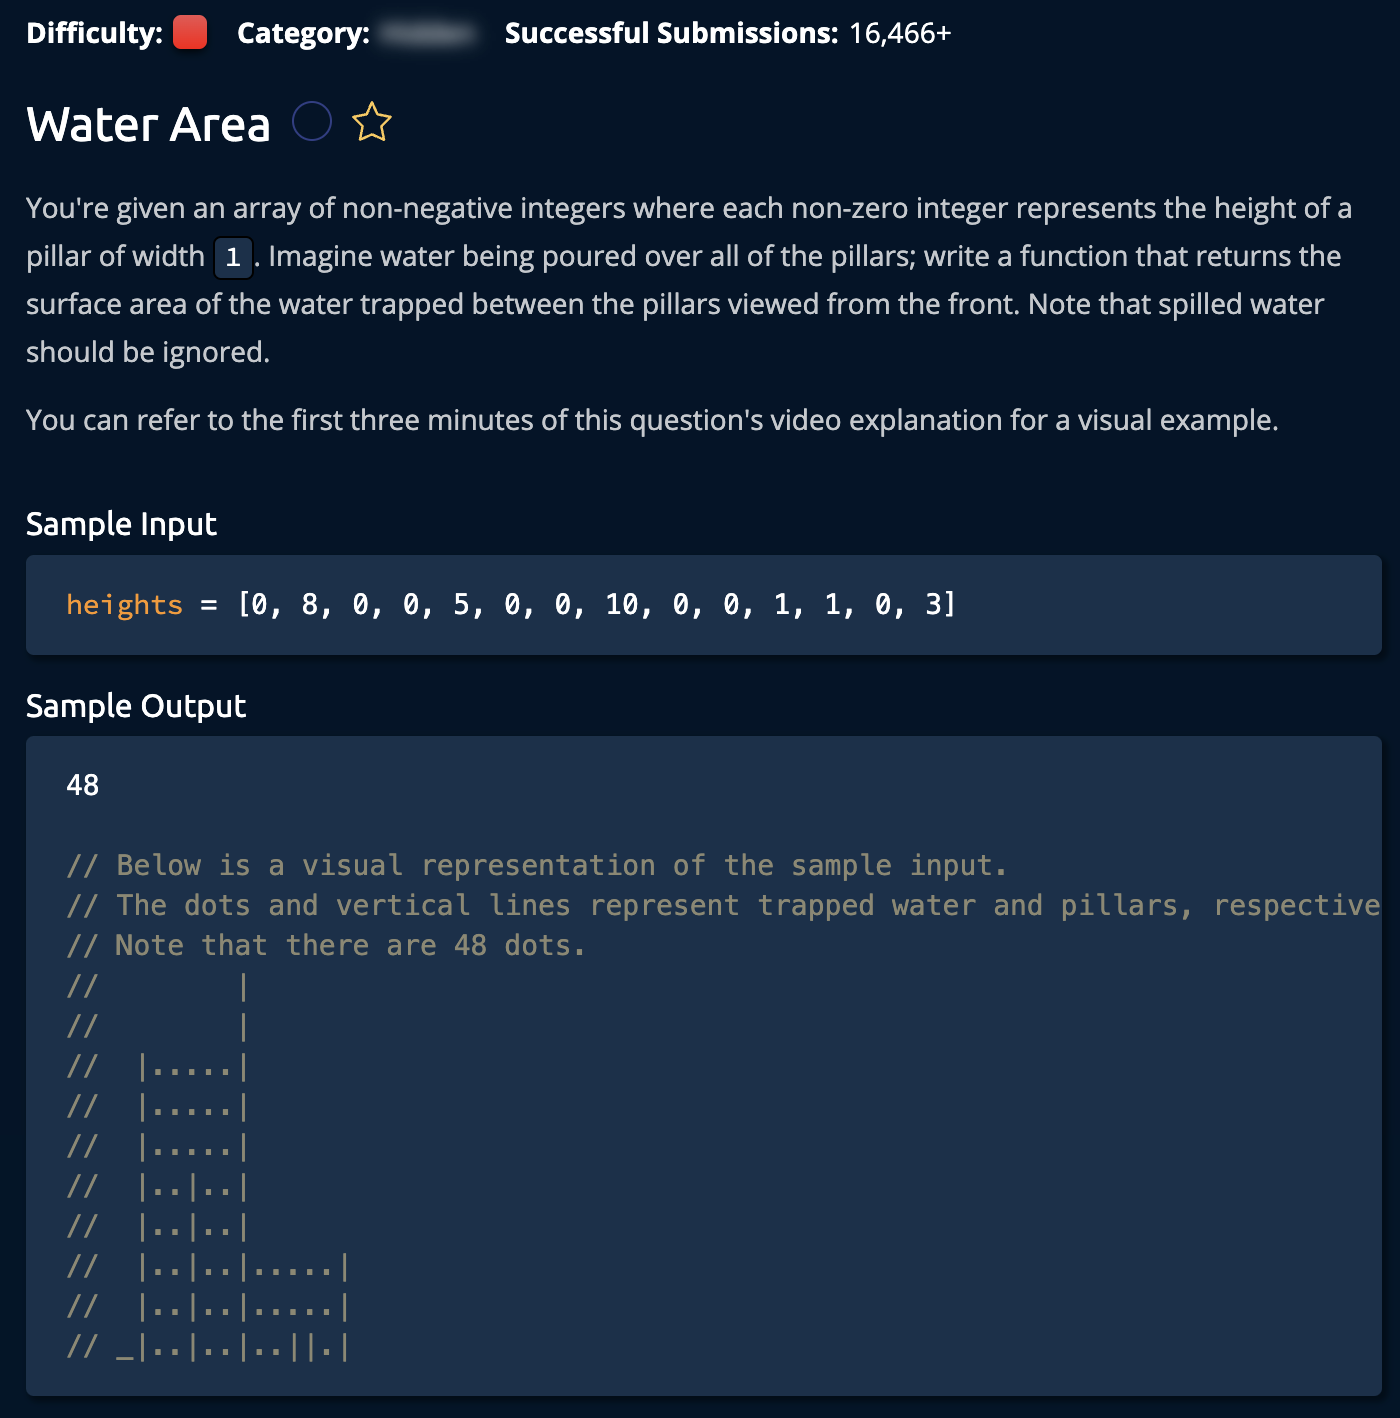 Difficulty: Category: Successful Submissions: 16,466+
Water Area
You're given an array of non-negative integers where each non-zero integer represents the height of a
pillar of width 1. Imagine water being poured over all of the pillars; write a function that returns the
surface area of the water trapped between the pillars viewed from the front. Note that spilled water
should be ignored.
You can refer to the first three minutes of this question's video explanation for a visual example.
Sample Input
heights = [0, 8, 0, 0, 5, 0, 0, 10, 0, 0, 1, 1, 0, 3]
Sample Output
48
// Below is a visual representation of the sample input.
// The dots and vertical lines represent trapped water and pillars, respective
// Note that there are 48 dots.
//        |
//        |
//  |.....|
//  |.....|
//  |.....|
//  |..|..|
//  |..|..|
//  |..|..|.....|
//  |..|..|.....|
// _|..|..|..||.|